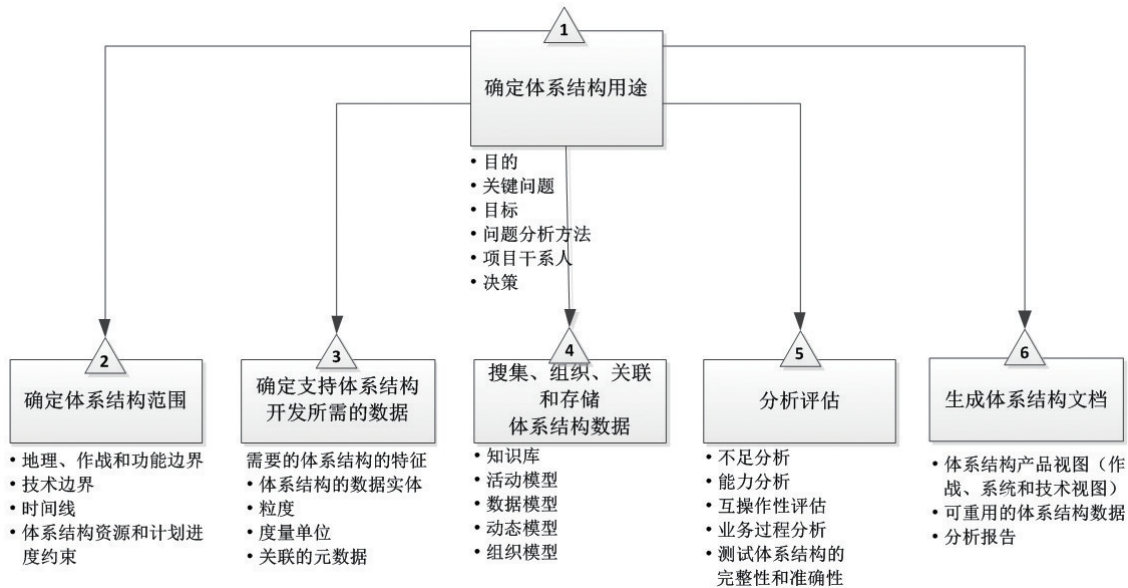 1
确定体系结构用途
• 目的
• 关键问题
• 目标
• 问题分析方法
• 项目干系人
• 决策
2
确定体系结构范围
• 地理、作战和功能边界
• 技术边界
• 时间线
• 体系结构资源和计划进
度约束
3
确定支持体系结构
开发所需的数据
需要的体系结构的特征
• 体系结构的数据实体
• 粒度
• 度量单位
• 关联的元数据
4
搜集、组织、关联
和存储
体系结构数据
• 知识库
• 活动模型
• 数据模型
• 动态模型
• 组织模型
5
分析评估
• 不足分析
• 能力分析
• 互操作性评估
• 业务过程分析
• 测试体系结构的
完整性和准确性
6
生成体系结构文档
• 体系结构产品视图（作
战、系统和技术视图）
• 可重用的体系结构数据
• 分析报告